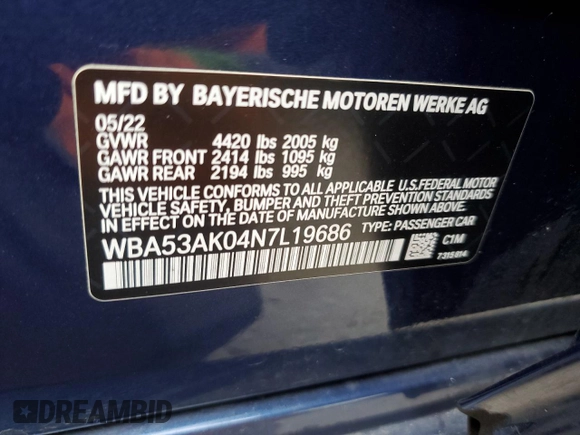 MFD BY BAYERISCHE MOTOREN WERKE AG
05/22
GVWR 4420 lbs 2005 kg
GAWR FRONT 2414 lbs 1095 kg
GAWR REAR 2194 lbs 995 kg
THIS VEHICLE CONFORMS TO ALL APPLICABLE U.S.FEDERAL MOTOR
VEHICLE SAFETY, BUMPER AND THEFT PREVENTION STANDARDS
IN EFFECT ON THE DATE OF MANUFACTURE SHOWN ABOVE.
WBA53AK04N7L19686 TYPE: PASSENGER CAR
C1M
7315914
DREAMBID